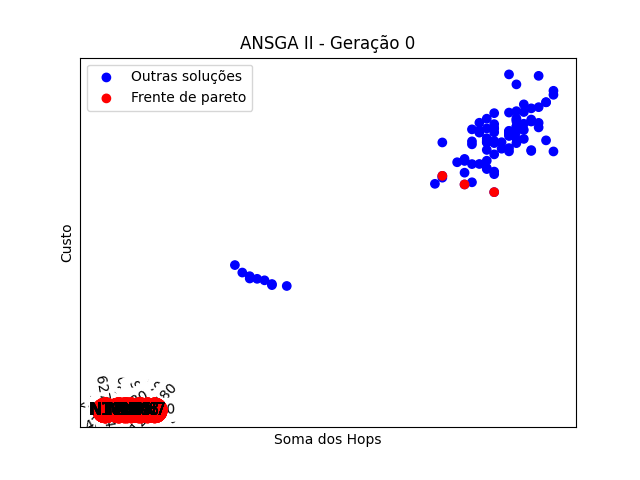 ANSGA II - Geração 0
Outras soluções
Frente de pareto
Custo
Soma dos Hops